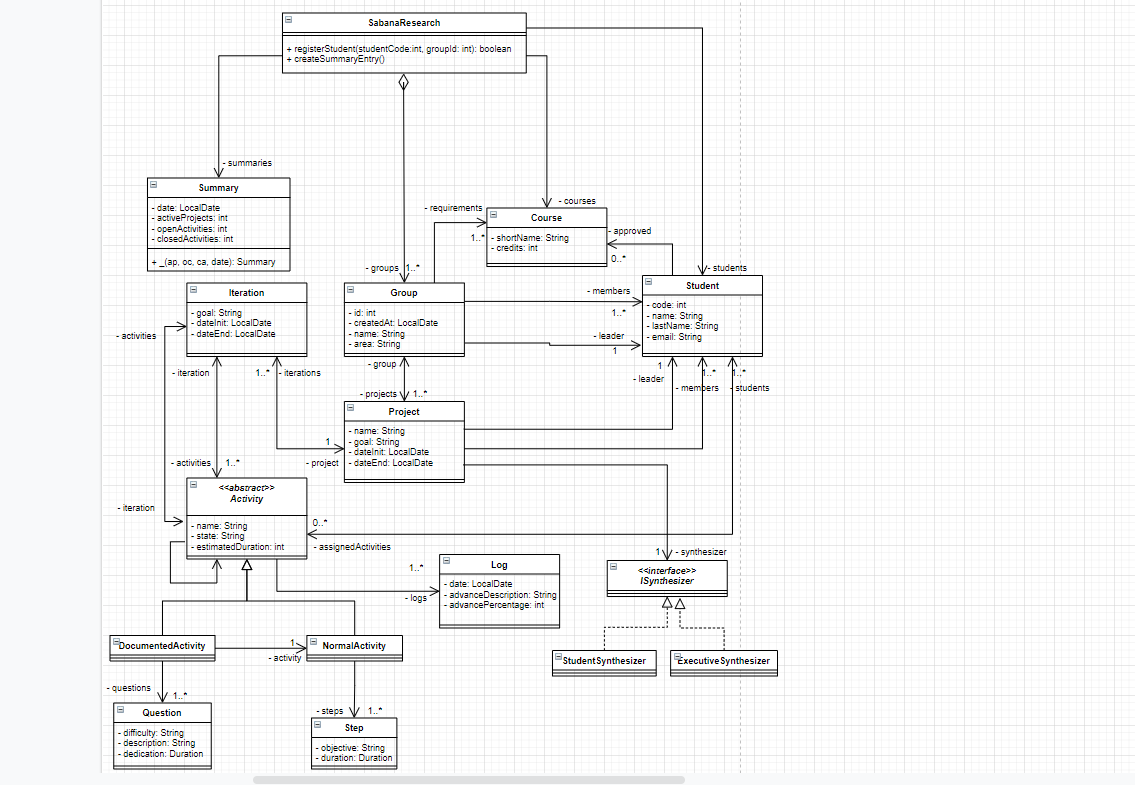 SabanaResearch
+ registerStudent(studentCode:int, groupId: int): boolean
+ createSummaryEntry()
- summaries
Summary
- date: LocalDate
- activeProjects: int
- openActivities: int
- closedActivities: int
+ _(ap, oc, ca, date): Summary
- requirements
1..*
- courses
Course
- shortName: String
- credits: int
- approved
0..*
- groups
1..*
- students
Iteration
- goal: String
- dateInit: LocalDate
- dateEnd: LocalDate
Group
- id: int
- createdAt: LocalDate
- name: String
- area: String
- members
1..*
- leader
1
Student
- code: int
- name: String
- lastName: String
- email: String
- activities
- iteration
1..*
- iterations
- group
1
- leader
1..*
- members
1..*
- students
- projects
1..*
Project
- name: String
- goal: String
- dateInit: LocalDate
- dateEnd: LocalDate
1
- project
- activities
1..*
<<abstract>>
Activity
- name: String
- state: String
- estimatedDuration: int
- iteration
0..*
- assignedActivities
1
- synthesizer
<<interface>>
ISynthesizer
1..*
- logs
Log
- date: LocalDate
- advanceDescription: String
- advancePercentage: int
DocumentedActivity
1
- activity
NormalActivity
StudentSynthesizer
ExecutiveSynthesizer
- questions
1..*
Question
- difficulty: String
- description: String
- dedication: Duration
- steps
1..*
Step
- objective: String
- duration: Duration